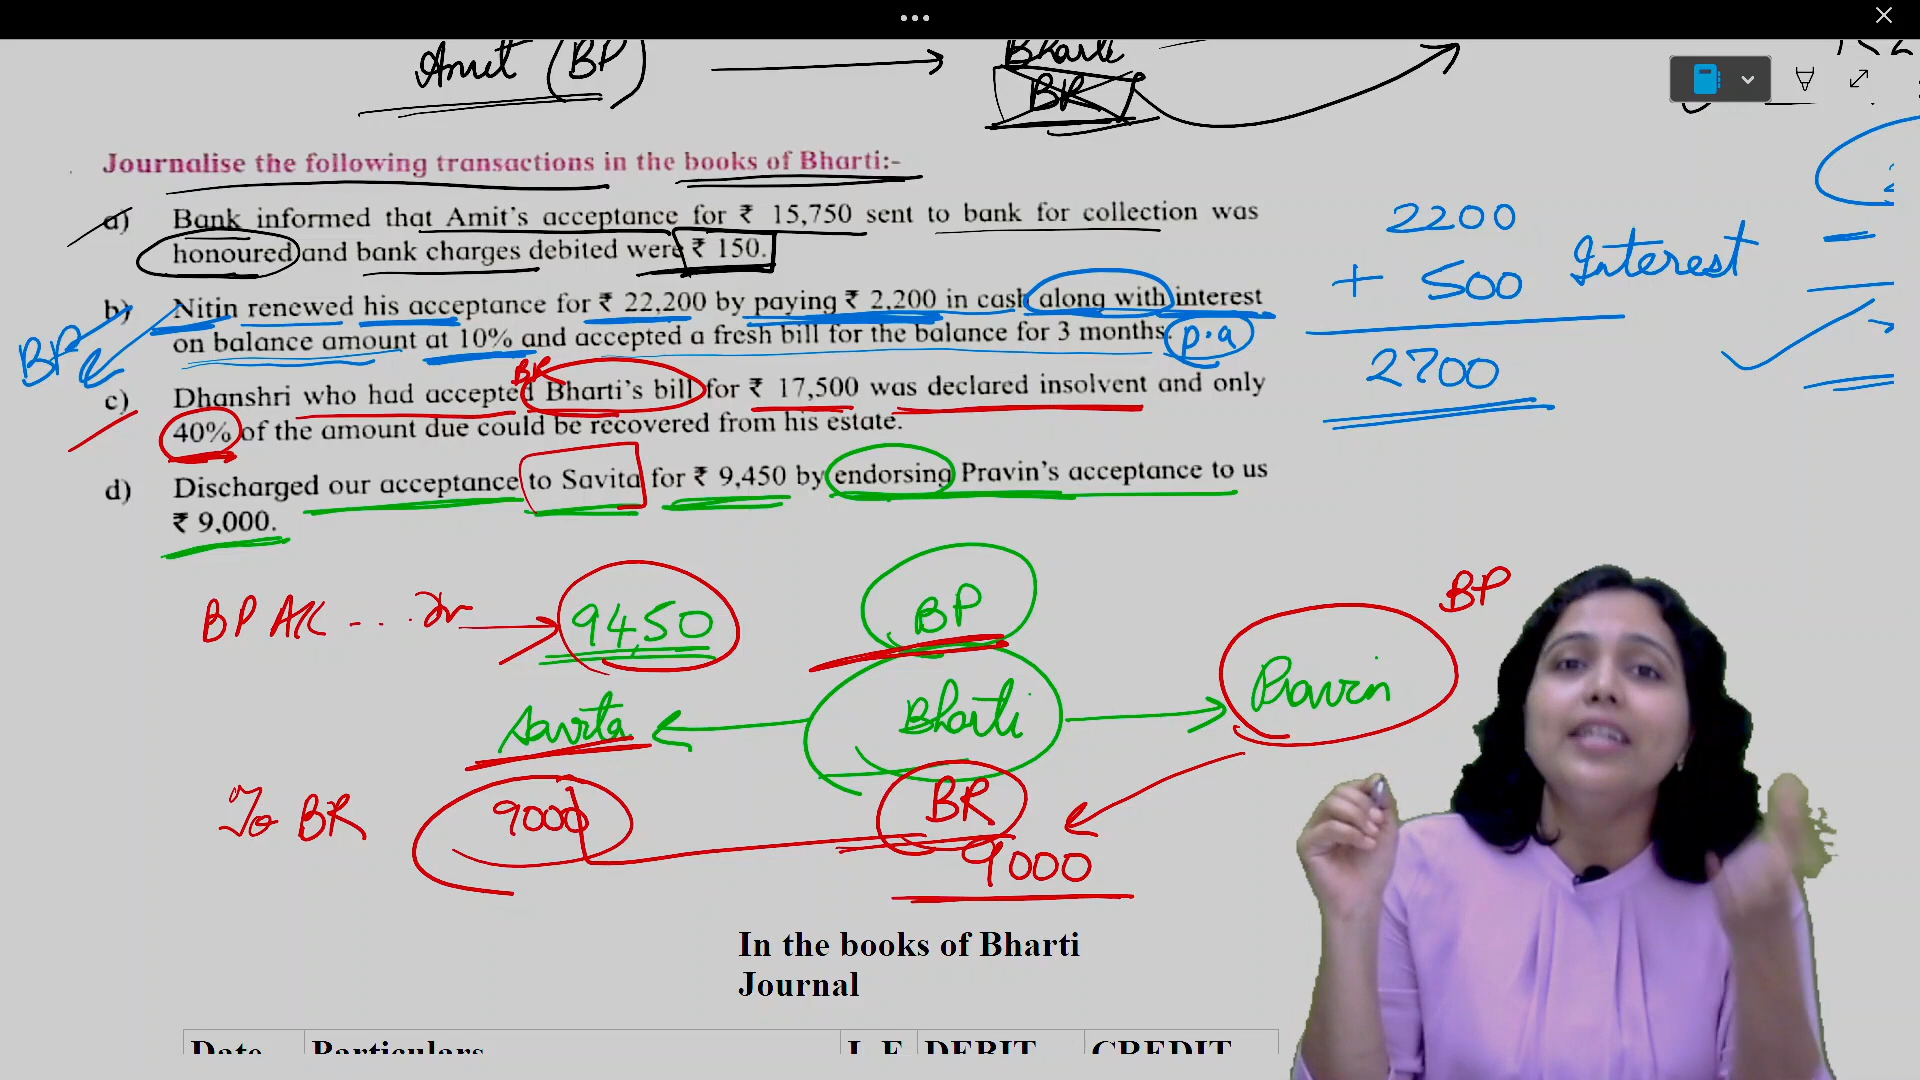 Amit (BP)
Bharti
BR
Journalise the following transactions in the books of Bharti:-
a) Bank informed that Amit's acceptance for ₹ 15,750 sent to bank for collection was
honoured and bank charges debited were ₹ 150.
b) Nitin renewed his acceptance for ₹ 22,200 by paying ₹ 2,200 in cash along with interest
on balance amount at 10% and accepted a fresh bill for the balance for 3 months. p.a
BP
BR
c) Dhanshri who had accepted Bharti's bill for ₹ 17,500 was declared insolvent and only
40% of the amount due could be recovered from his estate.
d) Discharged our acceptance to Savita for ₹ 9,450 by endorsing Pravin's acceptance to us
₹ 9,000.
2200
+ 500 Interest
2700
BP A/c ... dr 9450 BP
BP
Savita Bharti Pravin
To BR 9000 BR
9000
In the books of Bharti
Journal
Date Particulars L.F DEBIT CREDIT